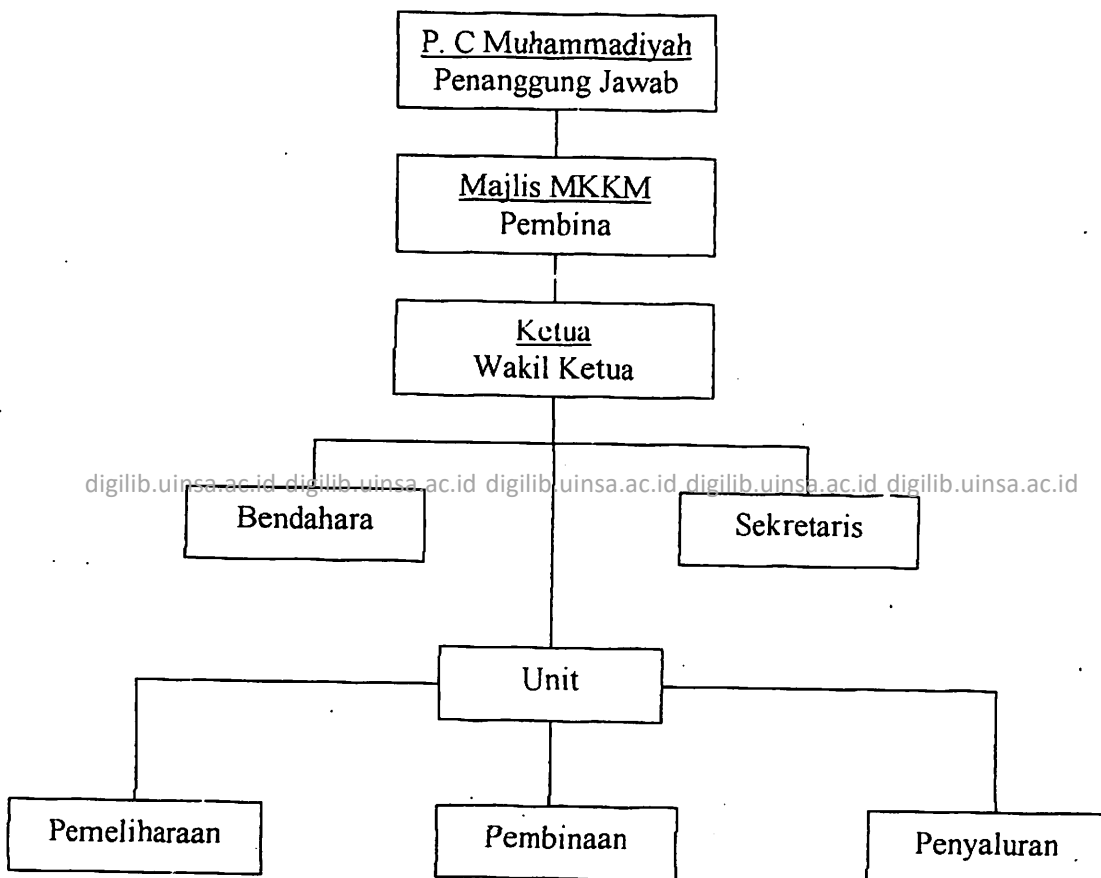 P. C Muhammadiyah
Penanggung Jawab
Majlis MKKM
Pembina
Ketua
Wakil Ketua
digilib.uinsa.ac.id digilib.uinsa.ac.id digilib.uinsa.ac.id digilib.uinsa.ac.id digilib.uinsa.ac.id
Bendahara
Sekretaris
Unit
Pemeliharaan
Pembinaan
Penyaluran